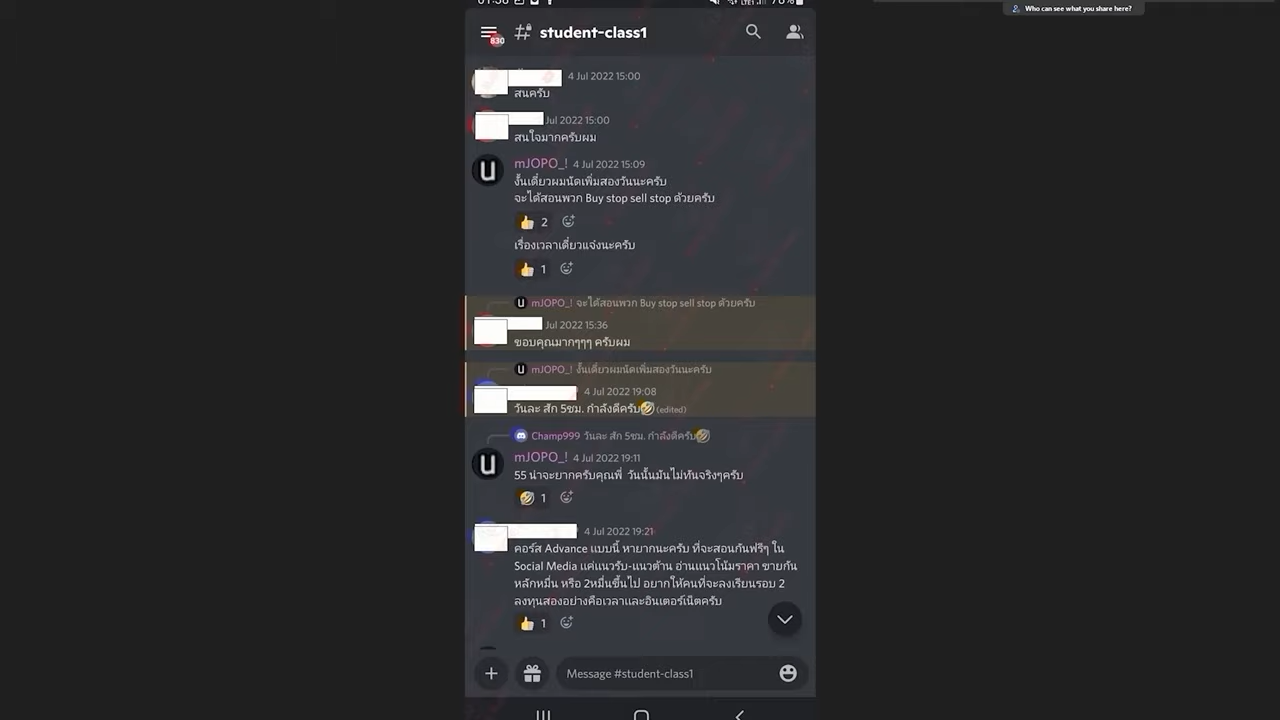 Who can see what you share here?
830
student-class1
4 Jul 2022 15:00
สนครับ
Jul 2022 15:00
สนใจมากครับผม
mJOPO_! 4 Jul 2022 15:09
งั้นเดี๋ยวผมนัดเพิ่มสองวันนะครับ
จะได้สอนพวก Buy stop sell stop ด้วยครับ
2
เรื่องเวลาเดี๋ยวแจ้งนะครับ
1
mJOPO_! จะได้สอนพวก Buy stop sell stop ด้วยครับ
Jul 2022 15:36
ขอบคุณมากๆๆๆ ครับผม
mJOPO_! งั้นเดี๋ยวผมนัดเพิ่มสองวันนะครับ
4 Jul 2022 19:08
วันละ สัก 5ชม. กำลังดีครับ🤣 (edited)
Champ999 วันละ สัก 5ชม. กำลังดีครับ🤣
mJOPO_! 4 Jul 2022 19:11
55 น่าจะยากครับคุณพี่ วันนั้นมันไม่ทันจริงๆครับ
1
4 Jul 2022 19:21
คอร์ส Advance แบบนี้ หายากนะครับ ที่จะสอนกันฟรีๆ ใน
Social Media แค่แนวรับ-แนวต้าน อ่านแนวโน้มราคา ขายกัน
หลักหมื่น หรือ 2หมื่นขึ้นไป อยากให้คนที่จะลงเรียนรอบ 2
ลงทุนสองอย่างคือเวลาและอินเตอร์เน็ตครับ
1
Message #student-class1